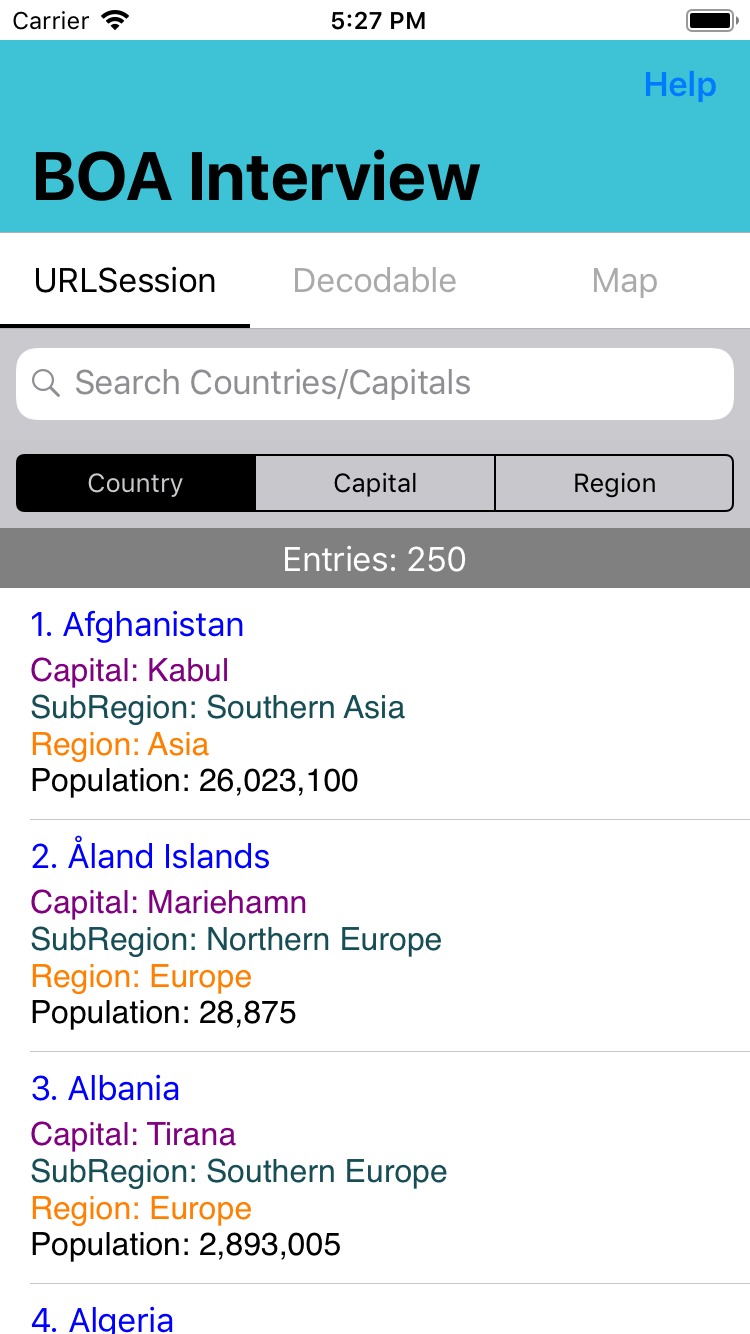 Carrier 5:27 PM
Help
BOA Interview
URLSession Decodable Map
Search Countries/Capitals
Country Capital Region
Entries: 250
1. Afghanistan
Capital: Kabul
SubRegion: Southern Asia
Region: Asia
Population: 26,023,100
2. Åland Islands
Capital: Mariehamn
SubRegion: Northern Europe
Region: Europe
Population: 28,875
3. Albania
Capital: Tirana
SubRegion: Southern Europe
Region: Europe
Population: 2,893,005
4. Algeria